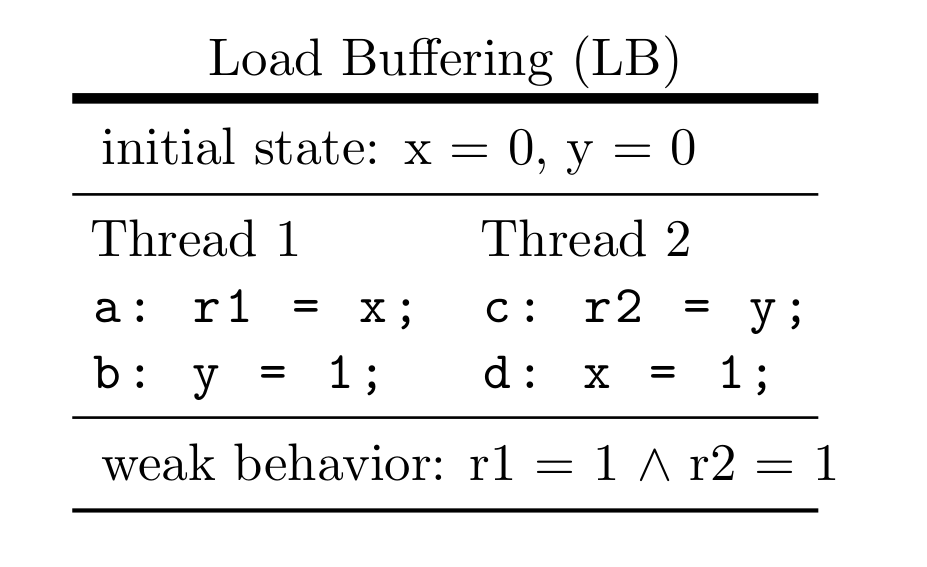 Load Buffering (LB)
initial state: x = 0, y = 0
Thread 1 Thread 2
a: r1 = x; c: r2 = y;
b: y = 1; d: x = 1;
weak behavior: r1 = 1 ∧ r2 = 1